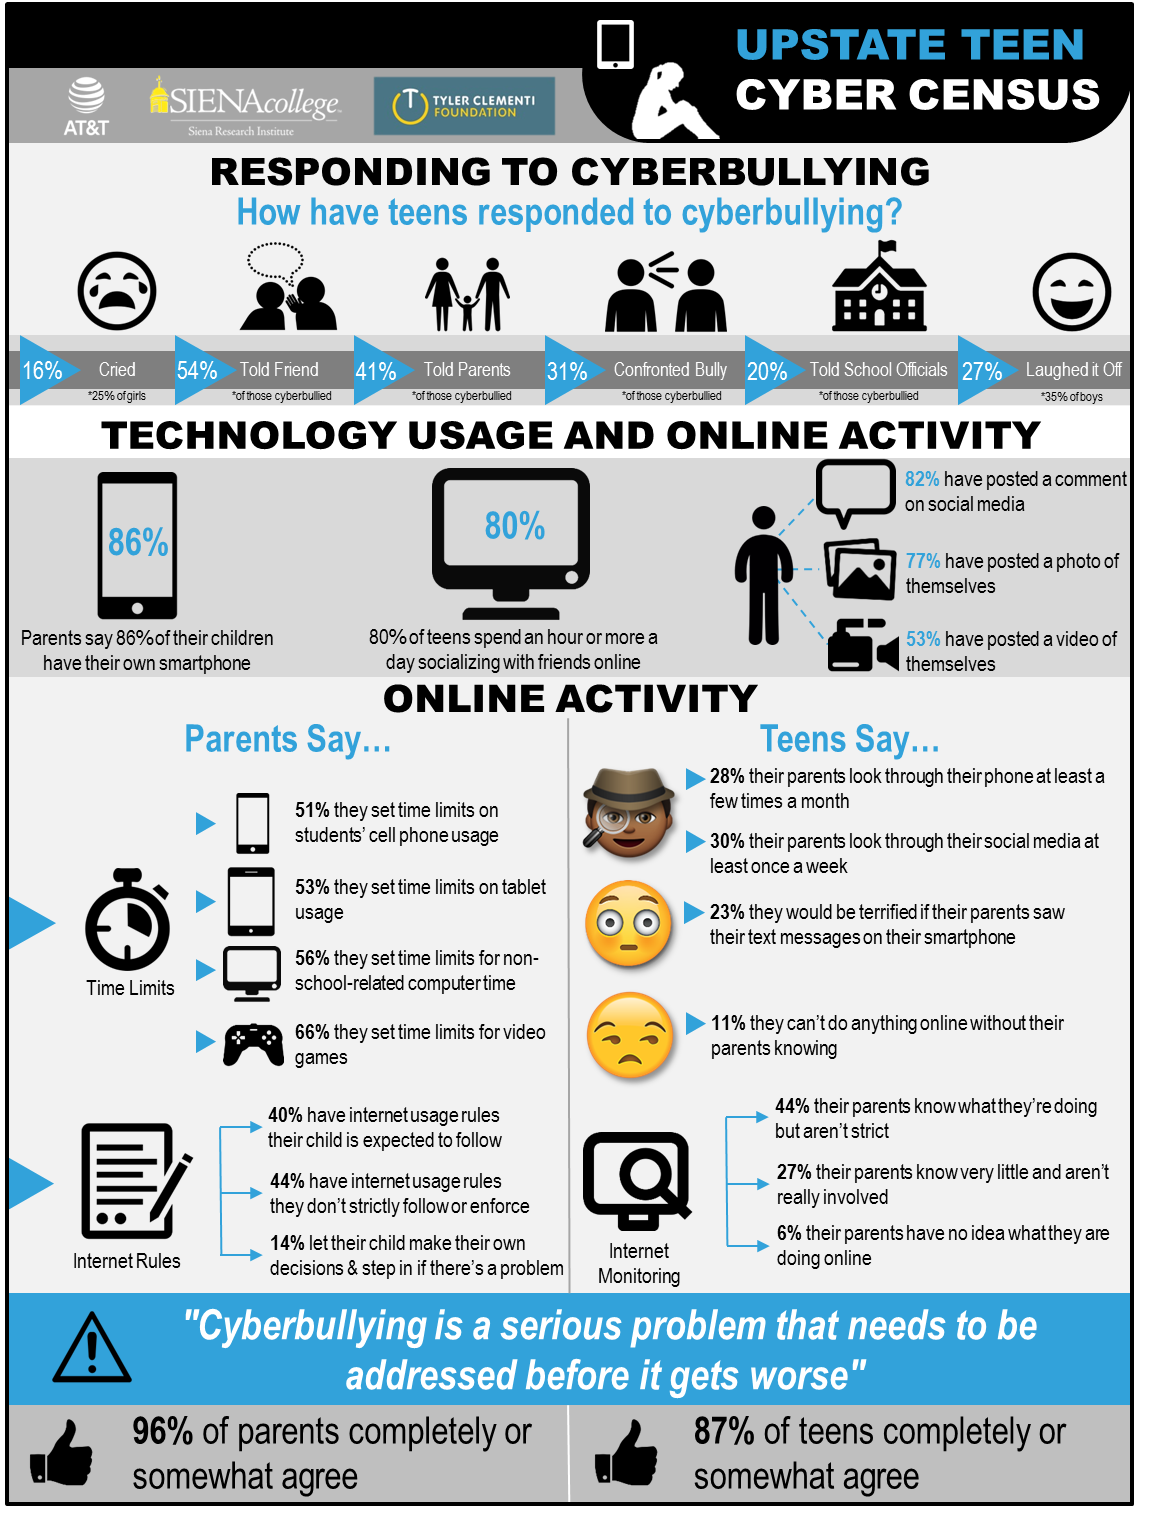 UPSTATE TEEN
CYBER CENSUS
AT&T
SIENAcollege
Siena Research Institute
TYLER CLEMENTI
FOUNDATION
RESPONDING TO CYBERBULLYING
How have teens responded to cyberbullying?
16% Cried
*25% of girls
54% Told Friend
*of those cyberbullied
41% Told Parents
*of those cyberbullied
31% Confronted Bully
*of those cyberbullied
20% Told School Officials
*of those cyberbullied
27% Laughed it Off
*35% of boys
TECHNOLOGY USAGE AND ONLINE ACTIVITY
86%
Parents say 86% of their children
have their own smartphone
80%
80% of teens spend an hour or more a
day socializing with friends online
82% have posted a comment
on social media
77% have posted a photo of
themselves
53% have posted a video of
themselves
ONLINE ACTIVITY
Parents Say...
Time Limits
51% they set time limits on
students' cell phone usage
53% they set time limits on tablet
usage
56% they set time limits for non-
school-related computer time
66% they set time limits for video
games
Internet Rules
40% have internet usage rules
their child is expected to follow
44% have internet usage rules
they don't strictly follow or enforce
14% let their child make their own
decisions & step in if there's a problem
Teens Say...
28% their parents look through their phone at least a
few times a month
30% their parents look through their social media at
least once a week
23% they would be terrified if their parents saw
their text messages on their smartphone
11% they can't do anything online without their
parents knowing
Internet
Monitoring
44% their parents know what they're doing
but aren't strict
27% their parents know very little and aren't
really involved
6% their parents have no idea what they are
doing online
"Cyberbullying is a serious problem that needs to be
addressed before it gets worse"
96% of parents completely or
somewhat agree
87% of teens completely or
somewhat agree